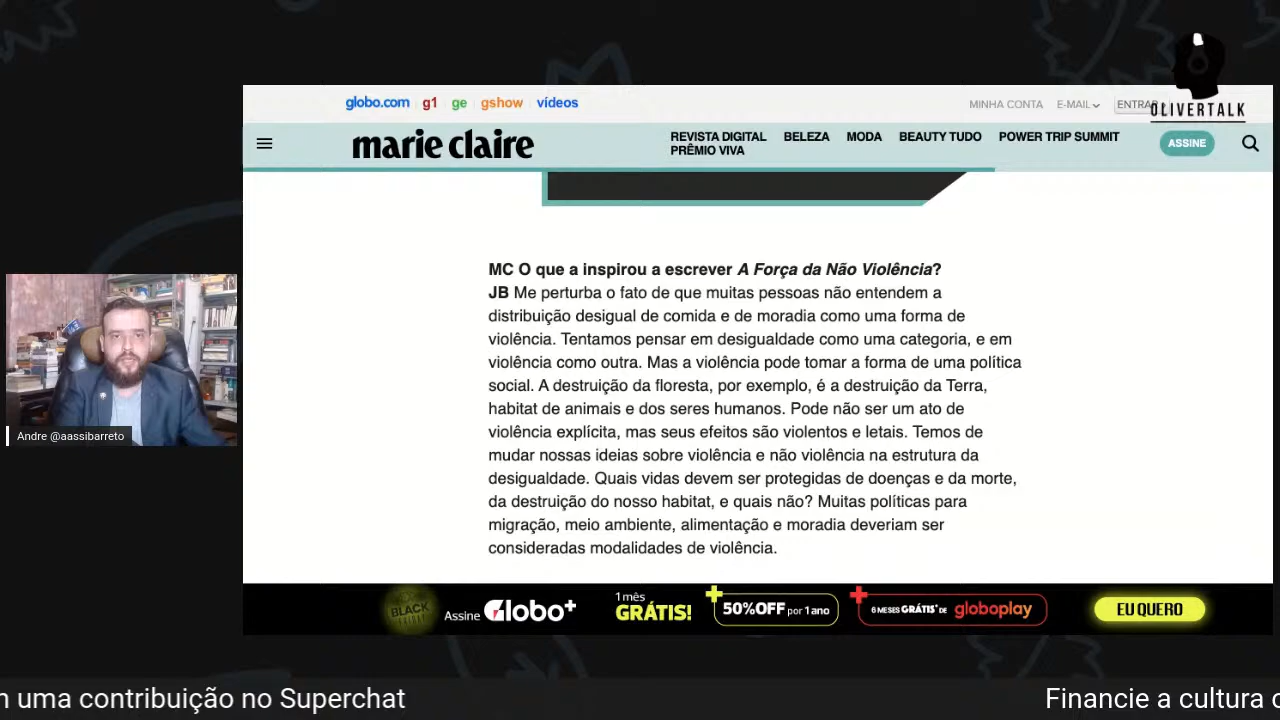 OLIVERTALK
globo.com g1 ge gshow vídeos
MINHA CONTA E-MAIL
marie claire
REVISTA DIGITAL BELEZA MODA BEAUTY TUDO POWER TRIP SUMMIT
PRÊMIO VIVA
ASSINE
MC O que a inspirou a escrever A Força da Não Violência?
JB Me perturba o fato de que muitas pessoas não entendem a
distribuição desigual de comida e de moradia como uma forma de
violência. Tentamos pensar em desigualdade como uma categoria, e em
violência como outra. Mas a violência pode tomar a forma de uma política
social. A destruição da floresta, por exemplo, é a destruição da Terra,
habitat de animais e dos seres humanos. Pode não ser um ato de
violência explícita, mas seus efeitos são violentos e letais. Temos de
mudar nossas ideias sobre violência e não violência na estrutura da
desigualdade. Quais vidas devem ser protegidas de doenças e da morte,
da destruição do nosso habitat, e quais não? Muitas políticas para
migração, meio ambiente, alimentação e moradia deveriam ser
consideradas modalidades de violência.
Andre @aassibarreto
BLACK
Assine Globo+
1 mês
GRÁTIS!
50%OFF por 1 ano
6 MESES GRÁTIS* DE globoplay
EU QUERO
uma contribuição no Superchat
Financie a cultura